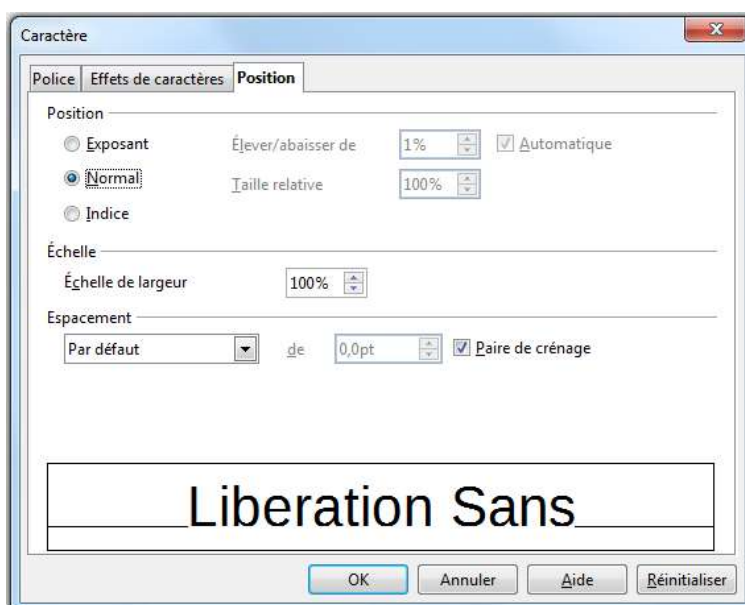 Caractère
Police Effets de caractères Position
Position
Exposant Élever/abaisser de 1% Automatique
Normal Taille relative 100%
Indice
Échelle
Échelle de largeur 100%
Espacement
Par défaut de 0,0pt Paire de crénage
Liberation Sans
OK Annuler Aide Réinitialiser